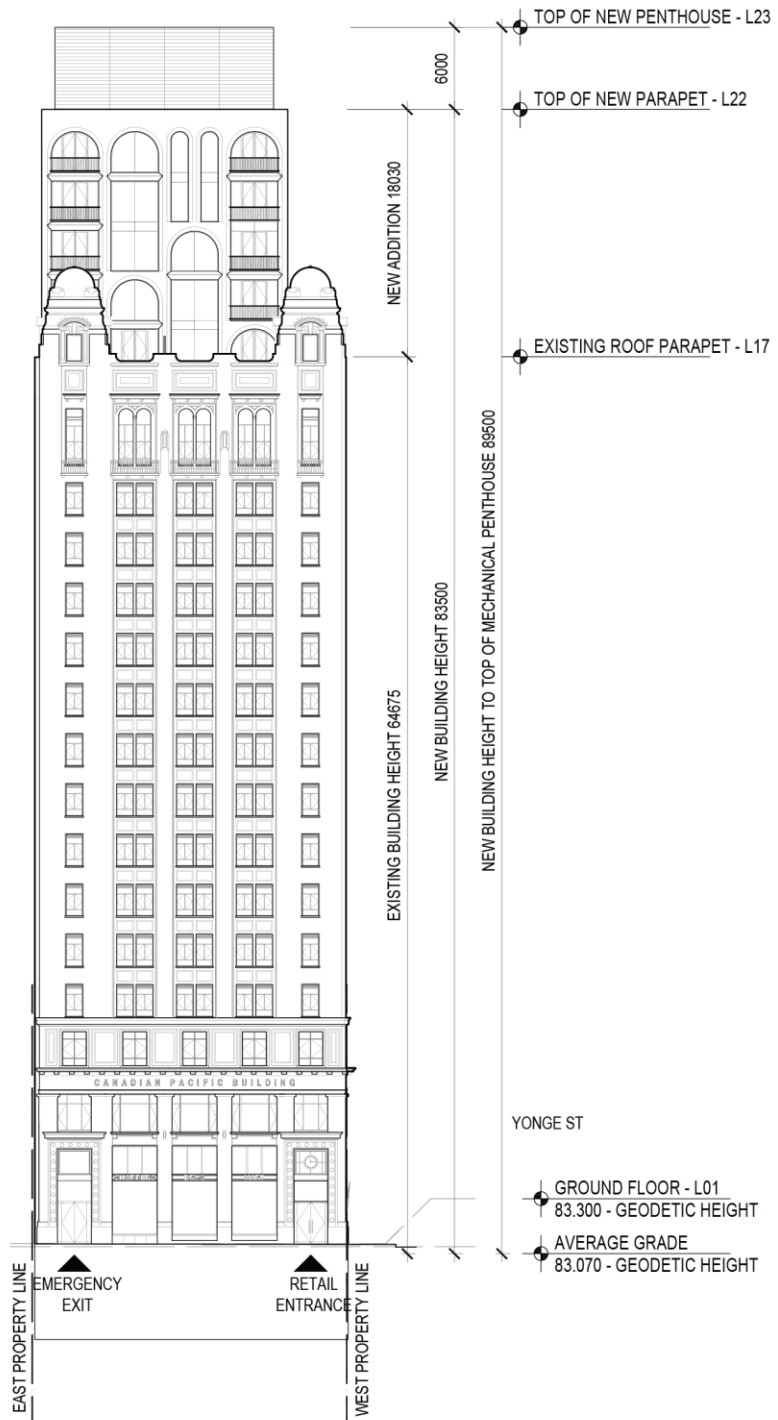 TOP OF NEW PENTHOUSE - L23
6000
TOP OF NEW PARAPET - L22
NEW ADDITION 18030
EXISTING ROOF PARAPET - L17
NEW BUILDING HEIGHT TO TOP OF MECHANICAL PENTHOUSE 89500
NEW BUILDING HEIGHT 83500
EXISTING BUILDING HEIGHT 64675
CANADIAN PACIFIC BUILDING
YONGE ST
GROUND FLOOR - L01
83.300 - GEODETIC HEIGHT
AVERAGE GRADE
83.070 - GEODETIC HEIGHT
EMERGENCY
EXIT
RETAIL
ENTRANCE
EAST PROPERTY LINE
WEST PROPERTY LINE